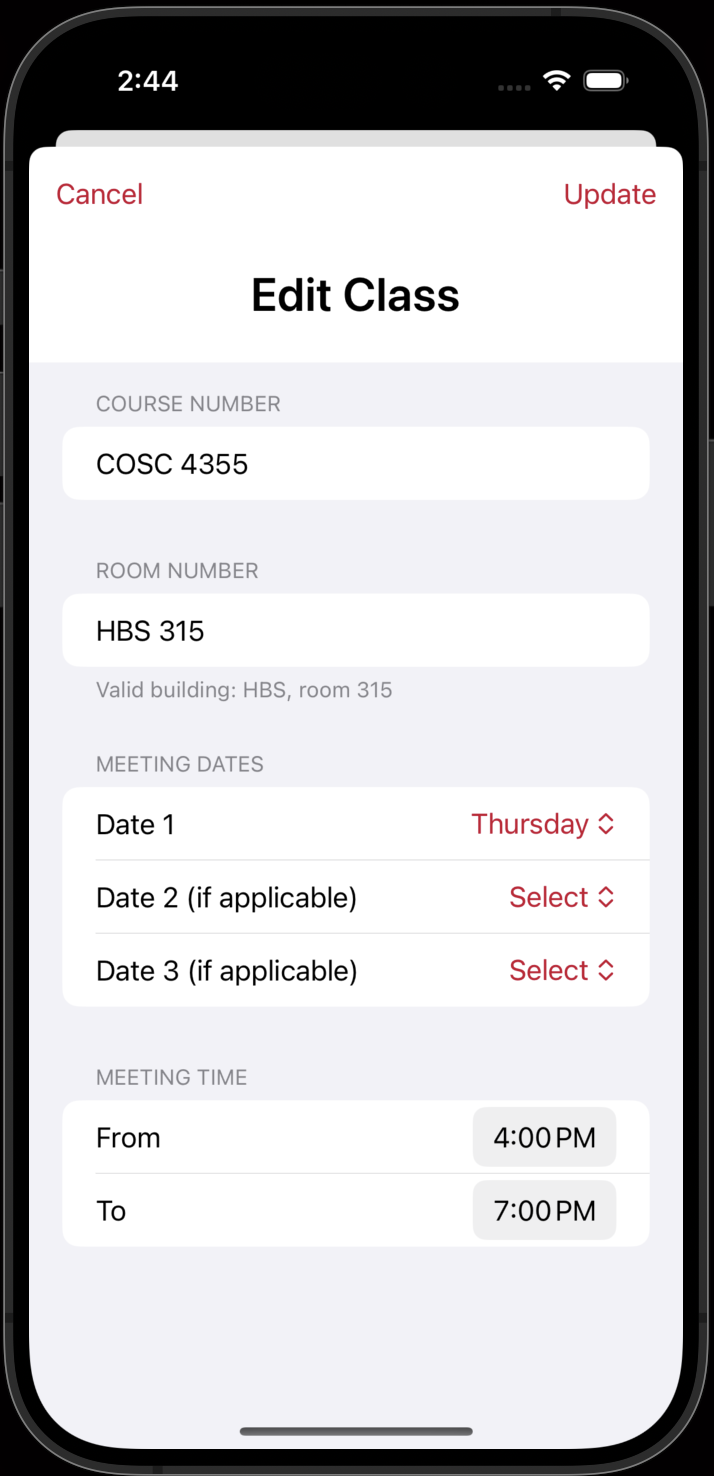 2:44
Cancel Update
Edit Class
COURSE NUMBER
COSC 4355
ROOM NUMBER
HBS 315
Valid building: HBS, room 315
MEETING DATES
Date 1 Thursday
Date 2 (if applicable) Select
Date 3 (if applicable) Select
MEETING TIME
From 4:00 PM
To 7:00 PM